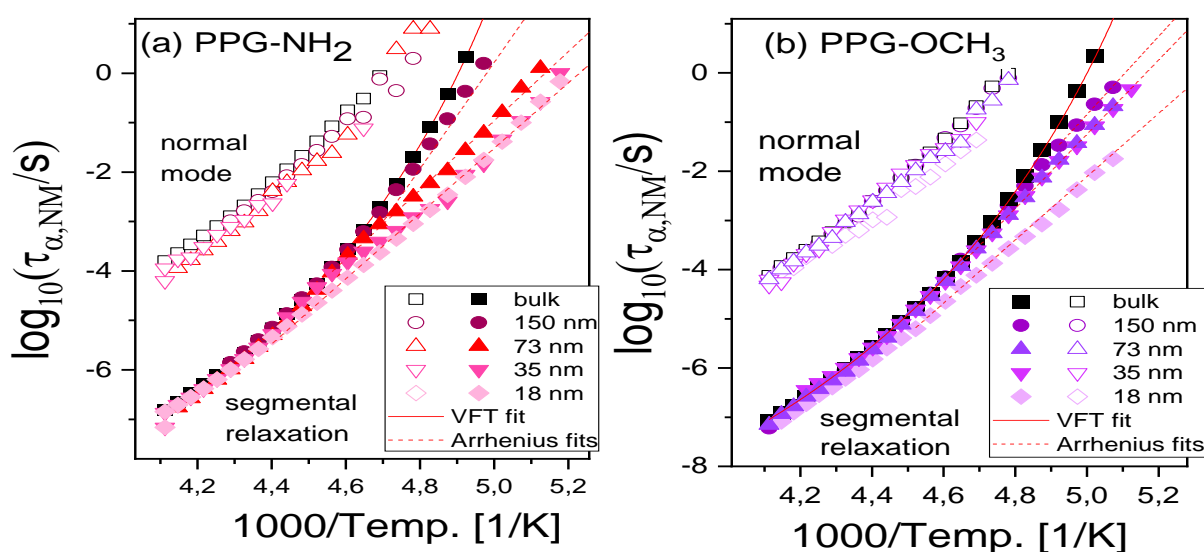 (a) PPG-NH2
log10(τα,NM/s)
0
-2
-4
-6
normal
mode
segmental
relaxation
bulk
150 nm
73 nm
35 nm
18 nm
VFT fit
Arrhenius fits
4,2 4,4 4,6 4,8 5,0 5,2
1000/Temp. [1/K]
(b) PPG-OCH3
log10(τα,NM/s)
0
-2
-4
-6
-8
normal
mode
segmental
relaxation
bulk
150 nm
73 nm
35 nm
18 nm
VFT fit
Arrhenius fits
4,2 4,4 4,6 4,8 5,0 5,2
1000/Temp. [1/K]